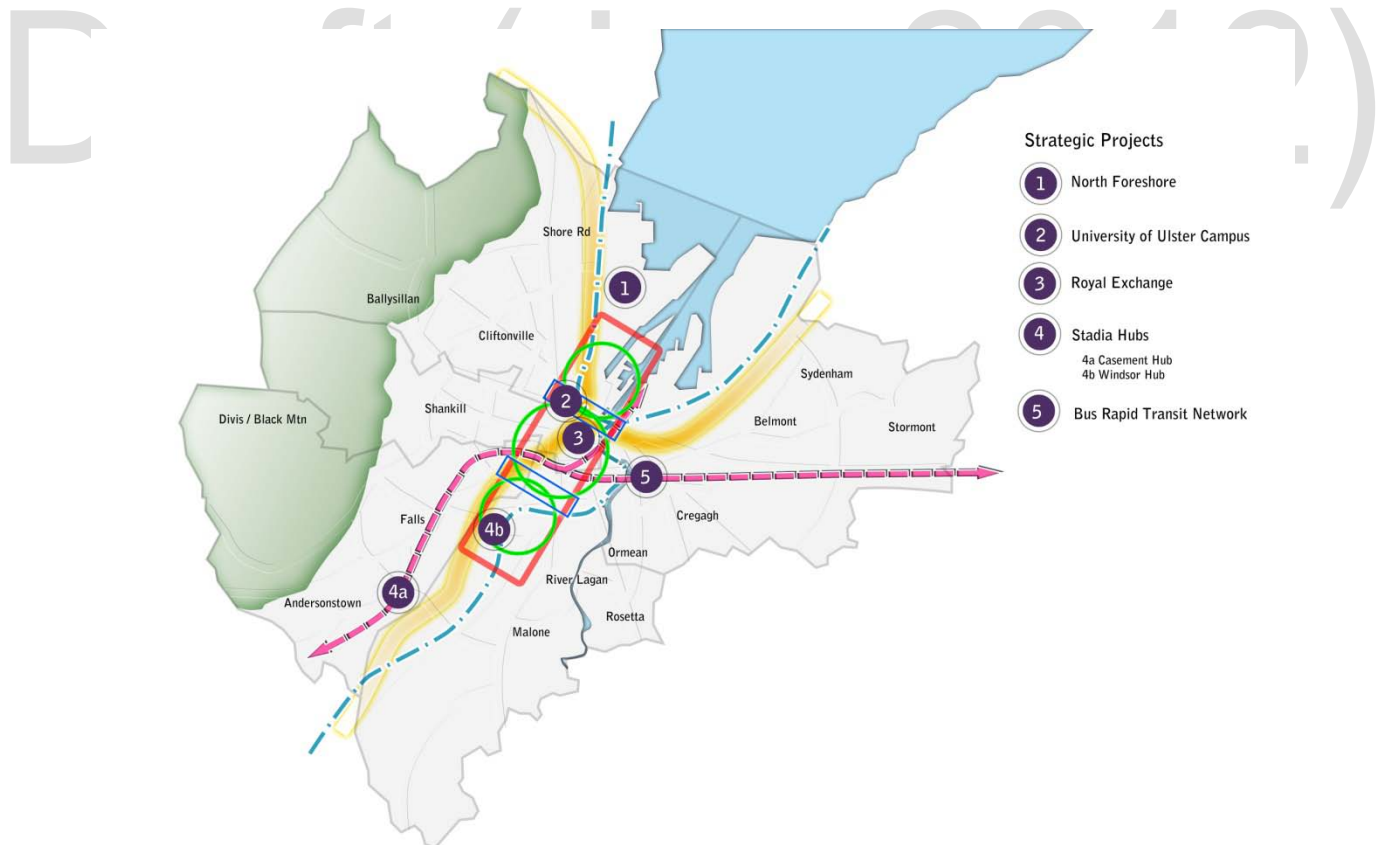 Strategic Projects
1 North Foreshore
2 University of Ulster Campus
3 Royal Exchange
4 Stadia Hubs
4a Casement Hub
4b Windsor Hub
5 Bus Rapid Transit Network
Shore Rd
1
Ballysillan
Cliftonville
Sydenham
2
Shankill
Divis / Black Mtn
Belmont
Stormont
3
5
Falls
4b
Cregagh
Ormean
River Lagan
4a
Andersonstown
Rosetta
Malone